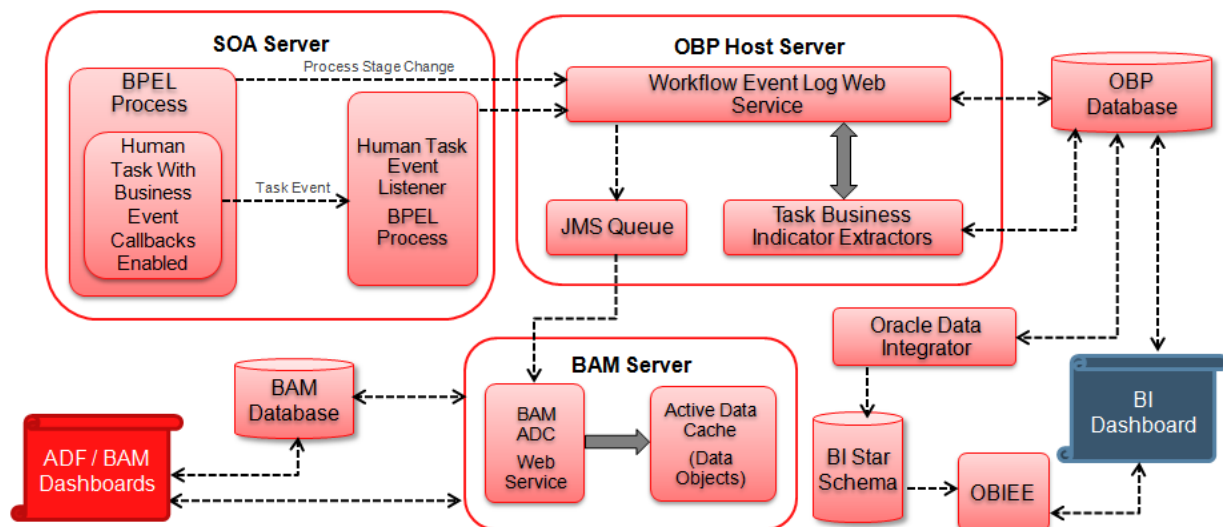 SOA Server
BPEL
Process
Human
Task With
Business
Event
Callbacks
Enabled
Process Stage Change
Task Event
Human Task
Event
Listener
BPEL
Process
OBP Host Server
Workflow Event Log Web
Service
JMS Queue
Task Business
Indicator Extractors
OBP
Database
Oracle Data
Integrator
BAM Server
BAM
Database
BAM
ADC
Web
Service
Active Data
Cache
(Data
Objects)
ADF / BAM
Dashboards
BI Star
Schema
OBIEE
BI
Dashboard